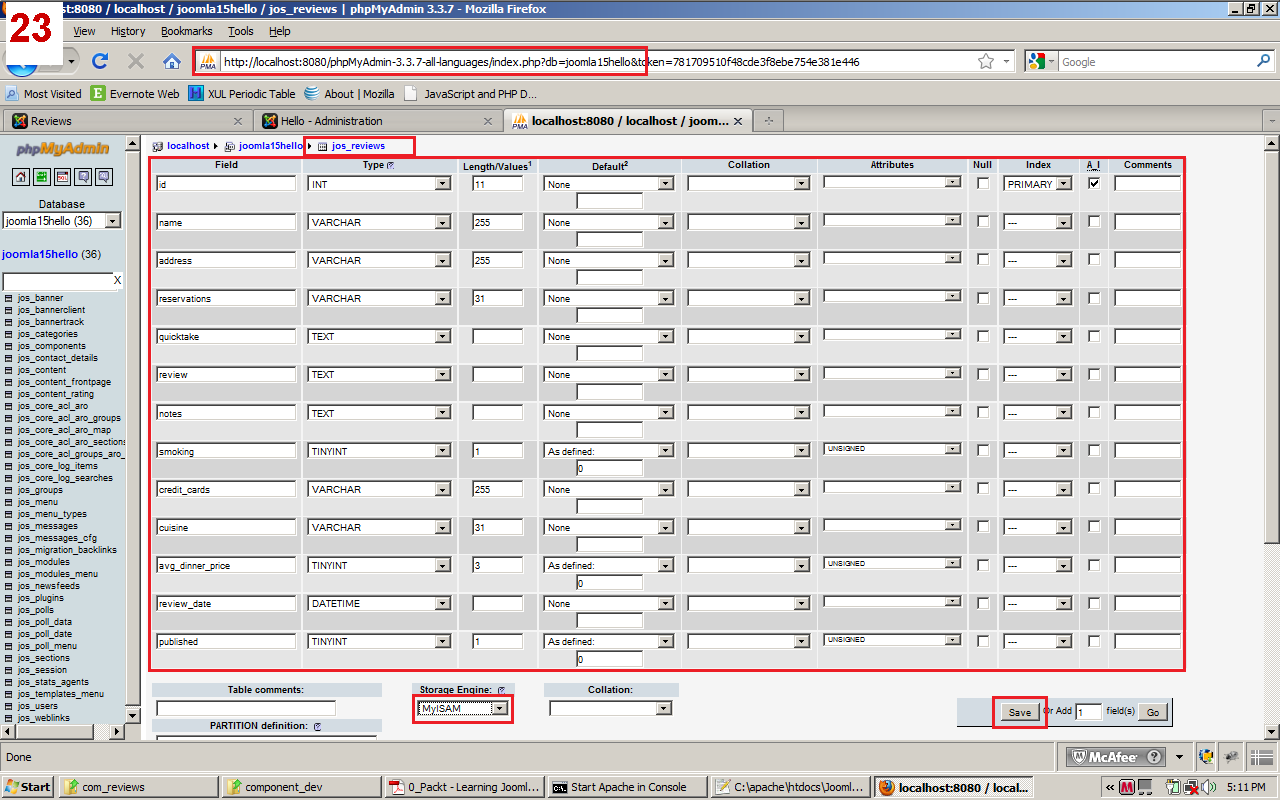 23
host:8080 / localhost / joomla15hello / jos_reviews | phpMyAdmin 3.3.7 - Mozilla Firefox
View History Bookmarks Tools Help
http://localhost:8080/phpMyAdmin-3.3.7-all-languages/index.php?db=joomla15hello&token=781709510f48cde3f8ebe754e381e446
Google
Most Visited Evernote Web XUL Periodic Table About | Mozilla JavaScript and PHP D...
Reviews Hello - Administration localhost:8080 / localhost / joom...
phpMyAdmin
Database
joomla15hello (36)
joomla15hello (36)
X
jos_banner
jos_bannerclient
jos_bannertrack
jos_categories
jos_components
jos_contact_details
jos_content
jos_content_frontpage
jos_content_rating
jos_core_acl_aro
jos_core_acl_aro_groups
jos_core_acl_aro_map
jos_core_acl_aro_sections
jos_core_acl_groups_aro_
jos_core_log_items
jos_core_log_searches
jos_groups
jos_menu
jos_menu_types
jos_messages
jos_messages_cfg
jos_migration_backlinks
jos_modules
jos_modules_menu
jos_newsfeeds
jos_plugins
jos_polls
jos_poll_data
jos_poll_date
jos_poll_menu
jos_sections
jos_session
jos_stats_agents
jos_templates_menu
jos_users
jos_weblinks
localhost joomla15hello jos_reviews
Field Type Length/Values1 Default2 Collation Attributes Null Index A_I Comments
id INT 11 None PRIMARY
name VARCHAR 255 None ---
address VARCHAR 255 None ---
reservations VARCHAR 31 None ---
quicktake TEXT None ---
review TEXT None ---
notes TEXT None ---
smoking TINYINT 1 As defined: UNSIGNED ---
0
credit_cards VARCHAR 255 None ---
cuisine VARCHAR 31 None ---
avg_dinner_price TINYINT 3 As defined: UNSIGNED ---
0
review_date DATETIME None ---
published TINYINT 1 As defined: UNSIGNED ---
0
Table comments: Storage Engine: Collation:
MyISAM
Save Or Add 1 field(s) Go
PARTITION definition:
Done
McAfee
Start com_reviews component_dev 0_Packt - Learning Jooml... Start Apache in Console C:\apache\htdocs\Jooml... localhost:8080 / local... 5:11 PM